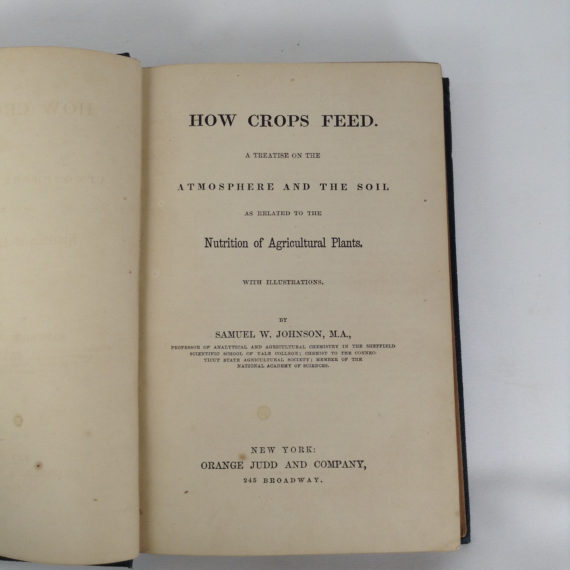 HOW CROPS FEED.
A TREATISE ON THE
ATMOSPHERE AND THE SOIL
AS RELATED TO THE
Nutrition of Agricultural Plants.
WITH ILLUSTRATIONS.
BY
SAMUEL W. JOHNSON, M.A.,
PROFESSOR OF ANALYTICAL AND AGRICULTURAL CHEMISTRY IN THE SHEFFIELD
SCIENTIFIC SCHOOL OF YALE COLLEGE; CHEMIST TO THE CONNEC-
TICUT STATE AGRICULTURAL SOCIETY; MEMBER OF THE
NATIONAL ACADEMY OF SCIENCES.
NEW YORK:
ORANGE JUDD AND COMPANY,
245 BROADWAY.